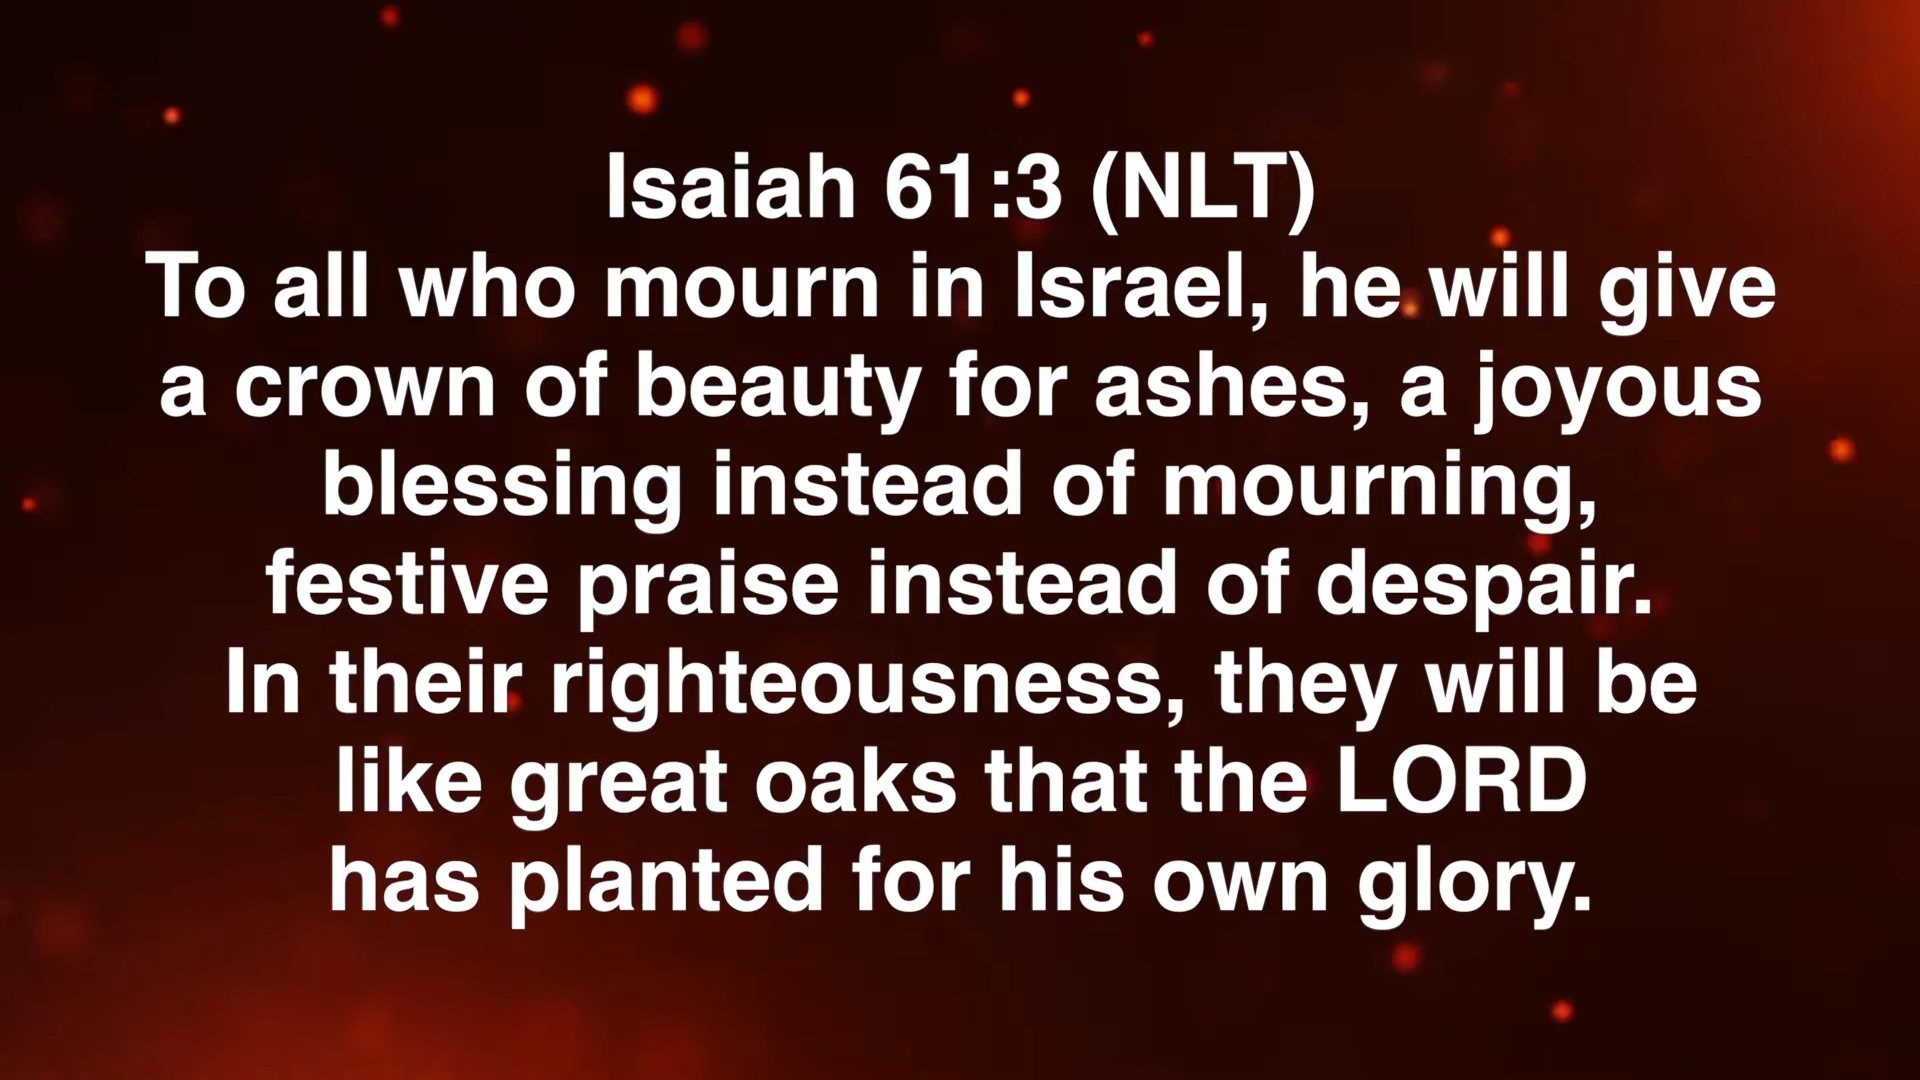 Isaiah 61:3 (NLT)
To all who mourn in Israel, he will give
a crown of beauty for ashes, a joyous
blessing instead of mourning,
festive praise instead of despair.
In their righteousness, they will be
like great oaks that the LORD
has planted for his own glory.